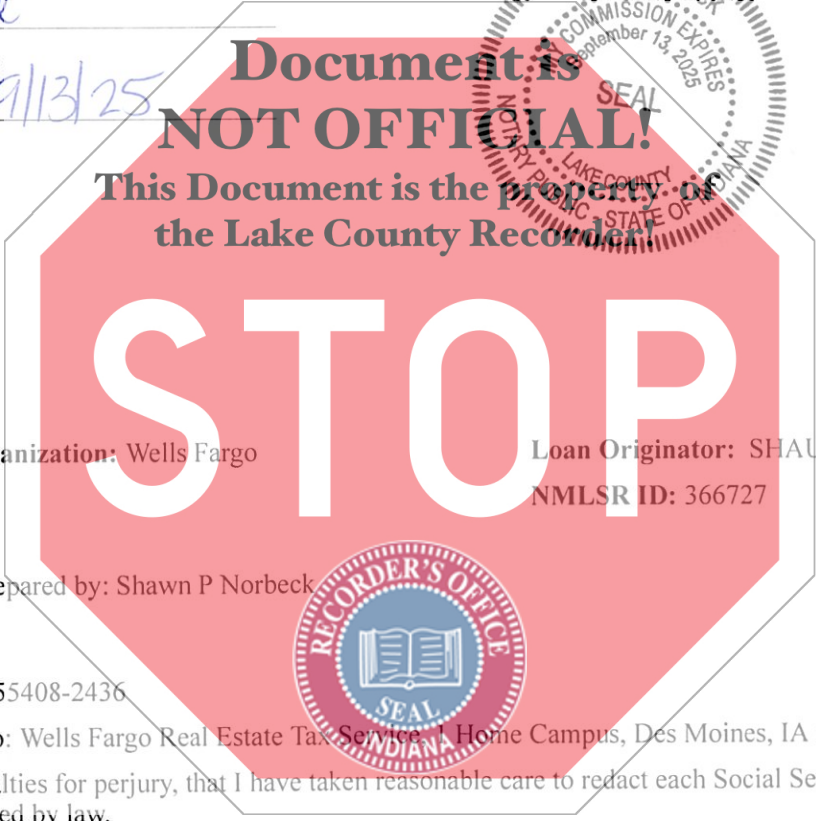 9/13/25
MY COMMISSION EXPIRES
September 13, 2025
SEAL
NOTARY PUBLIC - STATE OF INDIANA
LAKE COUNTY
Document is
NOT OFFICIAL!
This Document is the property of
the Lake County Recorder!
STOP
anization: Wells Fargo
Loan Originator: SHAU
NMLSR ID: 366727
epared by: Shawn P Norbeck
RECORDER'S OFFICE
SEAL
INDIANA
55408-2436
o: Wells Fargo Real Estate Tax Service, 1 Home Campus, Des Moines, IA
lties for perjury, that I have taken reasonable care to redact each Social Se
ed by law.